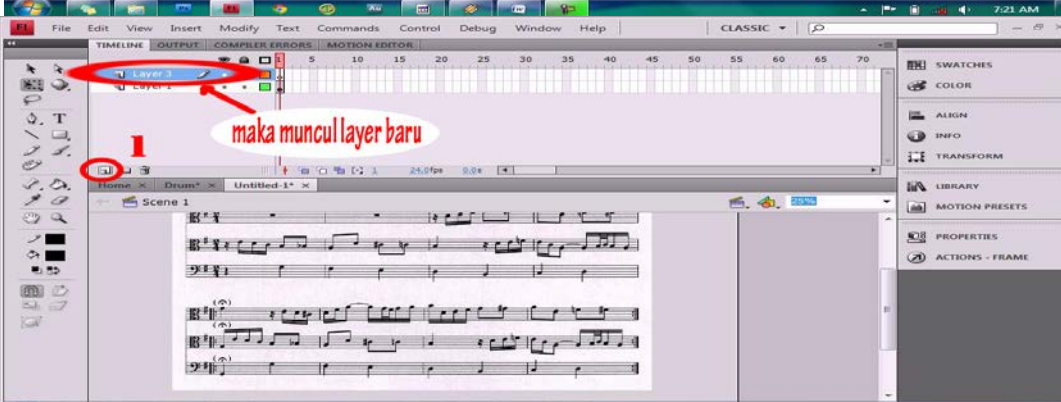 7:21 AM
FL File Edit View Insert Modify Text Commands Control Debug Window Help CLASSIC
TIMELINE OUTPUT COMPILER ERRORS MOTION EDITOR
1 5 10 15 20 25 30 35 40 45 50 55 60 65 70
Layer 3
Layer 1
maka muncul layer baru
1
1 24.0fps 0.0s
Home Drum* Untitled-1*
Scene 1
25%
SWATCHES
COLOR
ALIGN
INFO
TRANSFORM
LIBRARY
MOTION PRESETS
PROPERTIES
ACTIONS - FRAME